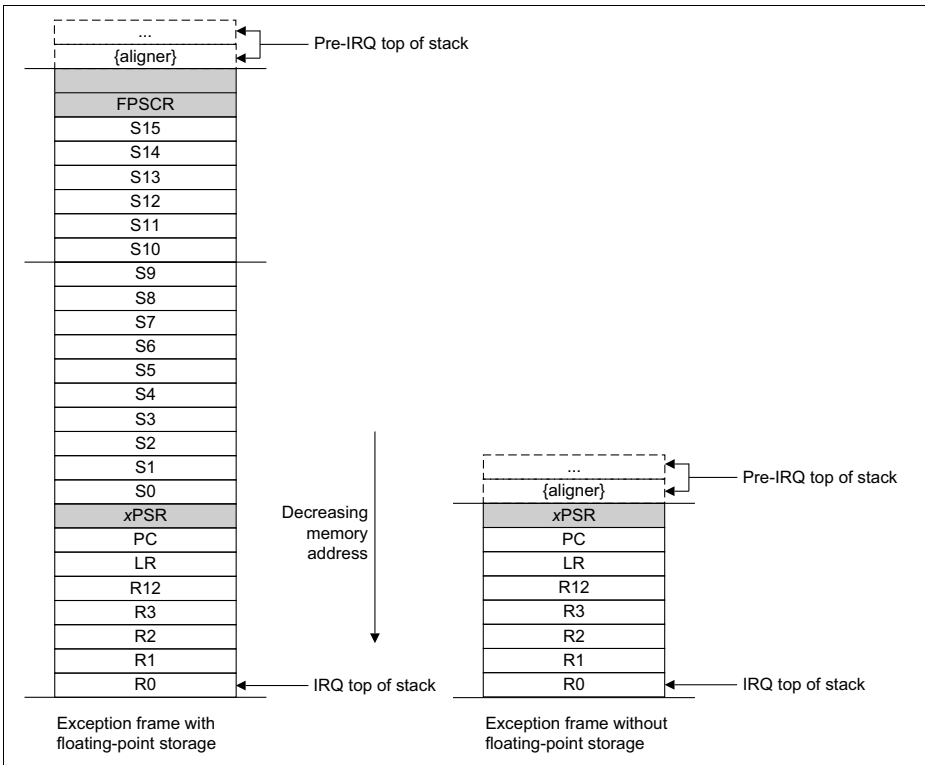 ...
{aligner}
Pre-IRQ top of stack
FPSCR
S15
S14
S13
S12
S11
S10
S9
S8
S7
S6
S5
S4
S3
S2
S1
S0
xPSR
PC
LR
R12
R3
R2
R1
R0
IRQ top of stack
Exception frame with
floating-point storage
Decreasing
memory
address
...
{aligner}
Pre-IRQ top of stack
xPSR
PC
LR
R12
R3
R2
R1
R0
IRQ top of stack
Exception frame without
floating-point storage